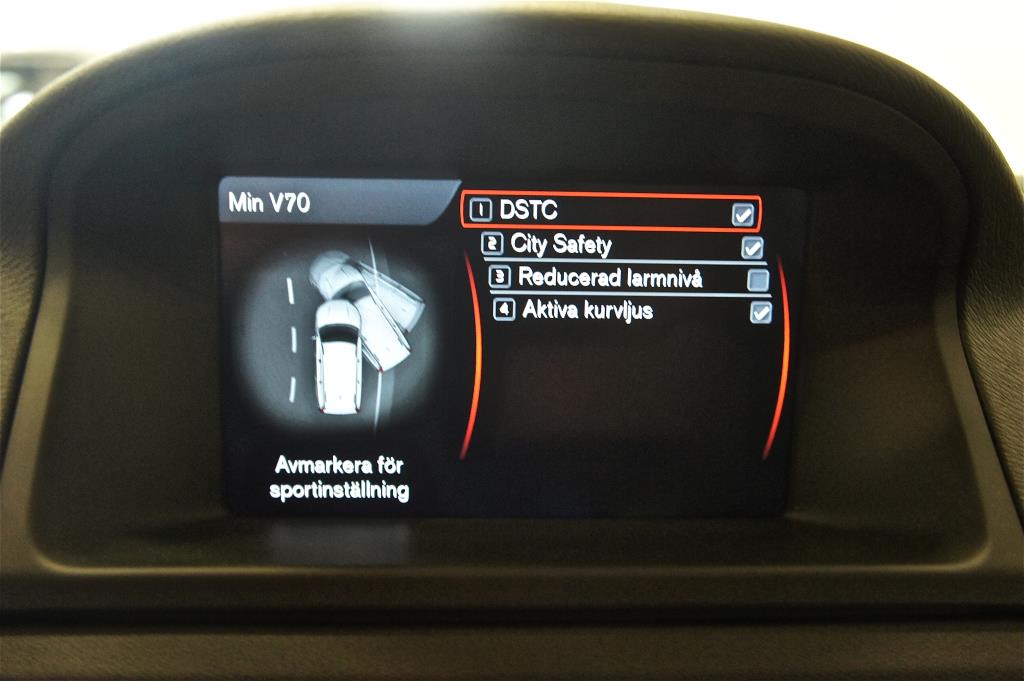 Min V70
1 DSTC
2 City Safety
3 Reducerad larmnivå
4 Aktiva kurvljus
Avmarkera för
sportinställning